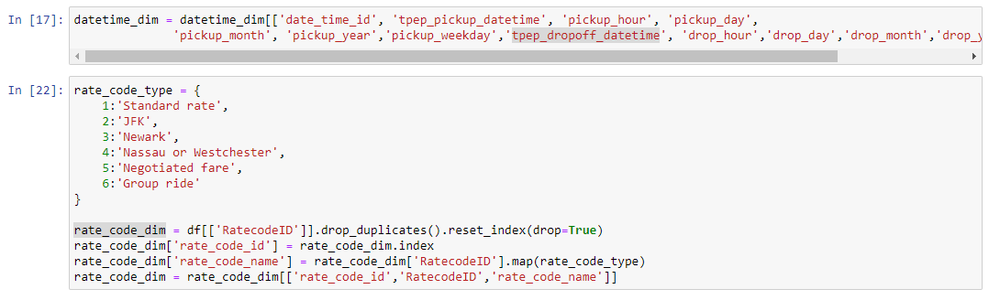 In [17]: datetime_dim = datetime_dim[['date_time_id', 'tpep_pickup_datetime', 'pickup_hour', 'pickup_day',
'pickup_month', 'pickup_year','pickup_weekday','tpep_dropoff_datetime', 'drop_hour','drop_day','drop_month','drop_y
In [22]: rate_code_type = {
1:'Standard rate',
2:'JFK',
3:'Newark',
4:'Nassau or Westchester',
5:'Negotiated fare',
6:'Group ride'
}
rate_code_dim = df[['RatecodeID']].drop_duplicates().reset_index(drop=True)
rate_code_dim['rate_code_id'] = rate_code_dim.index
rate_code_dim['rate_code_name'] = rate_code_dim['RatecodeID'].map(rate_code_type)
rate_code_dim = rate_code_dim[['rate_code_id','RatecodeID','rate_code_name']]